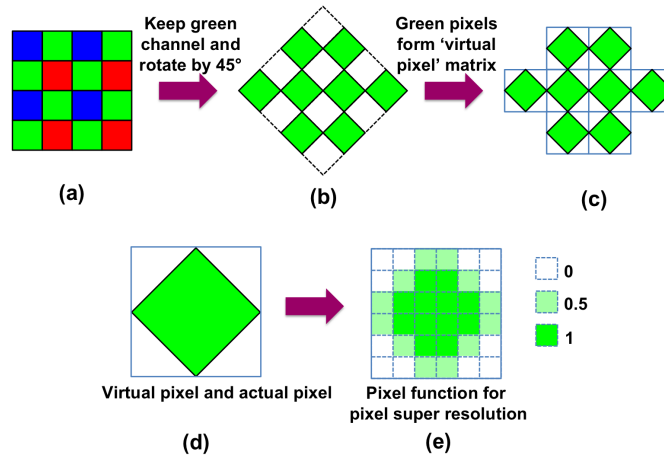 Keep green
channel and
rotate by 45°
Green pixels
form ‘virtual
pixel’ matrix
(a)
(b)
(c)
0
0.5
1
Virtual pixel and actual pixel
Pixel function for
pixel super resolution
(d)
(e)